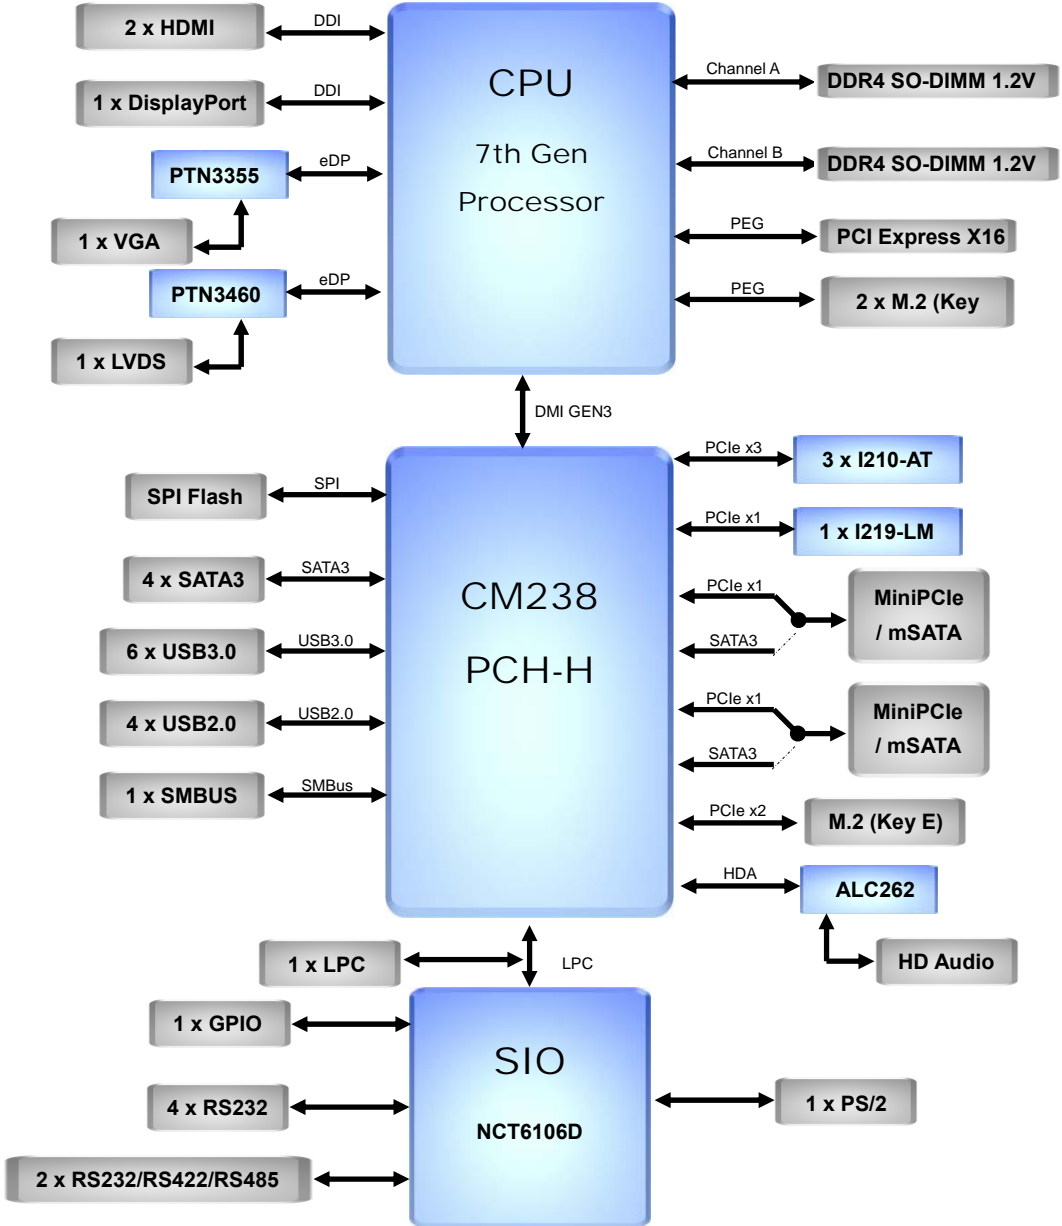 2 x HDMI
DDI
CPU
7th Gen
Processor
Channel A
DDR4 SO-DIMM 1.2V
1 x DisplayPort
DDI
PTN3355
eDP
Channel B
DDR4 SO-DIMM 1.2V
1 x VGA
PEG
PCI Express X16
PTN3460
eDP
PEG
2 x M.2 (Key
1 x LVDS
DMI GEN3
CM238
PCH-H
PCIe x3
3 x I210-AT
SPI Flash
SPI
PCIe x1
1 x I219-LM
4 x SATA3
SATA3
PCIe x1
SATA3
MiniPCIe
/ mSATA
6 x USB3.0
USB3.0
4 x USB2.0
USB2.0
PCIe x1
SATA3
MiniPCIe
/ mSATA
1 x SMBUS
SMBus
PCIe x2
M.2 (Key E)
HDA
ALC262
HD Audio
1 x LPC
LPC
1 x GPIO
SIO
NCT6106D
4 x RS232
1 x PS/2
2 x RS232/RS422/RS485